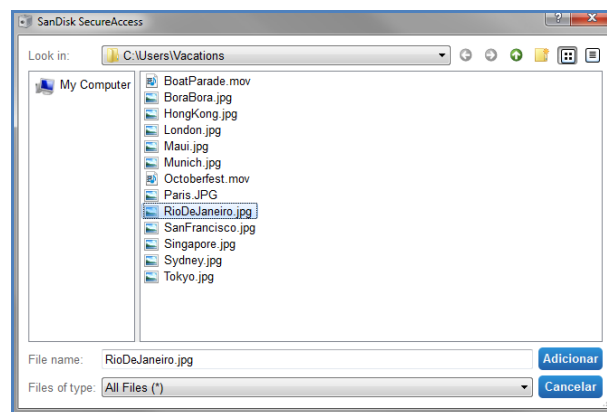 SanDisk SecureAccess
Look in: C:\Users\Vacations
My Computer
BoatParade.mov
BoraBora.jpg
HongKong.jpg
London.jpg
Maui.jpg
Munich.jpg
Octoberfest.mov
Paris.JPG
RioDeJaneiro.jpg
SanFrancisco.jpg
Singapore.jpg
Sydney.jpg
Tokyo.jpg
File name: RioDeJaneiro.jpg Adicionar
Files of type: All Files (*) Cancelar